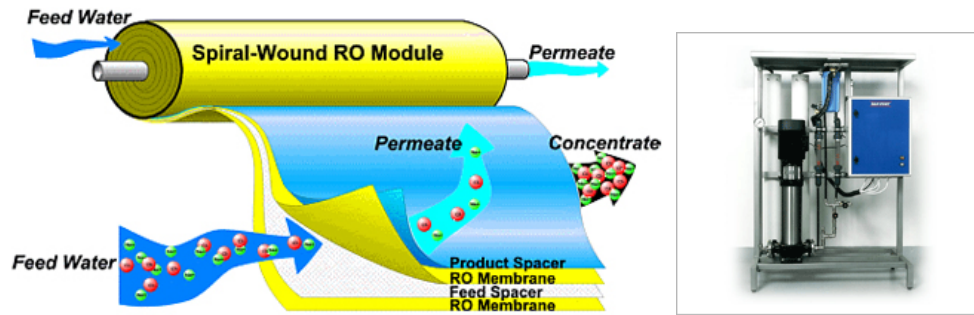 Feed Water
Spiral-Wound RO Module
Permeate
Permeate
Concentrate
Feed Water
Product Spacer
RO Membrane
Feed Spacer
RO Membrane